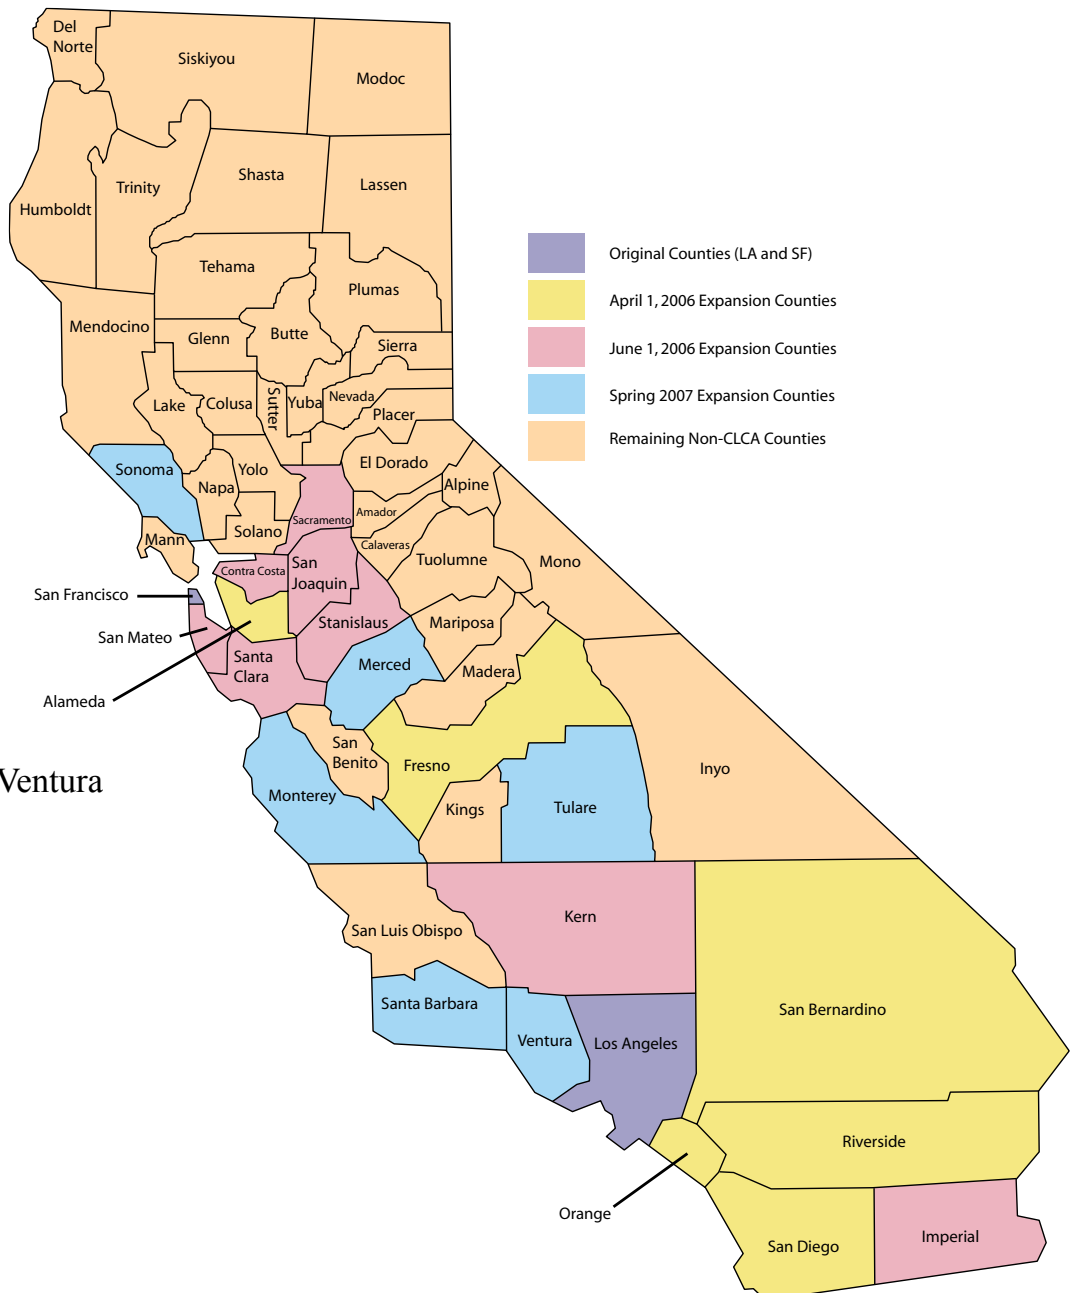 Del
Norte
Siskiyou
Modoc
Humboldt
Trinity
Shasta
Lassen
Tehama
Plumas
Mendocino
Glenn
Butte
Sierra
Lake
Colusa
Sutter
Yuba
Nevada
Placer
Sonoma
Napa
Yolo
El Dorado
Alpine
Sacramento
Amador
Solano
Calaveras
Mann
Contra Costa
San
Joaquin
Tuolumne
Mono
San Francisco
San Mateo
Stanislaus
Mariposa
Santa
Clara
Merced
Madera
Alameda
San
Benito
Fresno
Ventura
Monterey
Kings
Tulare
Inyo
San Luis Obispo
Kern
Santa Barbara
Ventura
Los Angeles
San Bernardino
Riverside
Orange
San Diego
Imperial
Original Counties (LA and SF)
April 1, 2006 Expansion Counties
June 1, 2006 Expansion Counties
Spring 2007 Expansion Counties
Remaining Non-CLCA Counties